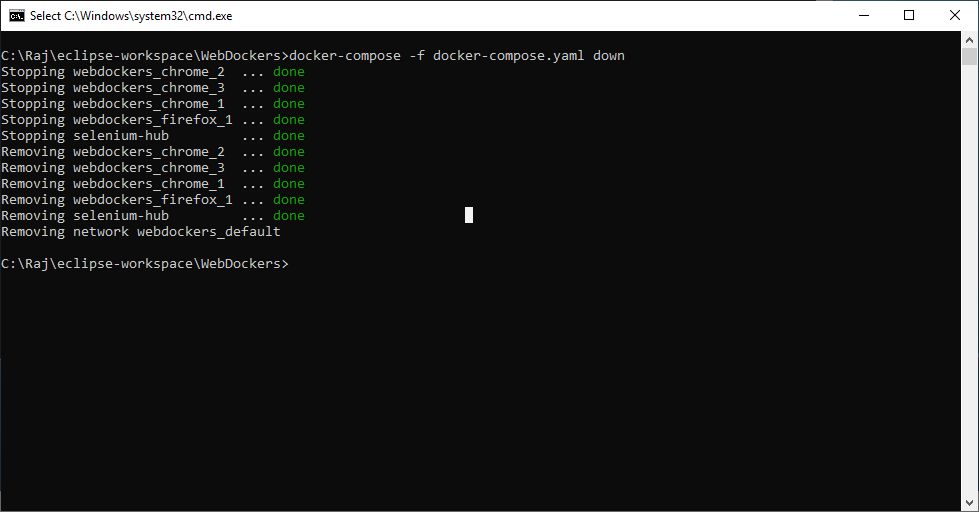 Select C:\Windows\system32\cmd.exe
C:\Raj\eclipse-workspace\WebDockers>docker-compose -f docker-compose.yaml down
Stopping webdockers_chrome_2  ... done
Stopping webdockers_chrome_3  ... done
Stopping webdockers_chrome_1  ... done
Stopping webdockers_firefox_1 ... done
Stopping selenium-hub         ... done
Removing webdockers_chrome_2  ... done
Removing webdockers_chrome_3  ... done
Removing webdockers_chrome_1  ... done
Removing webdockers_firefox_1 ... done
Removing selenium-hub         ... done
Removing network webdockers_default
C:\Raj\eclipse-workspace\WebDockers>